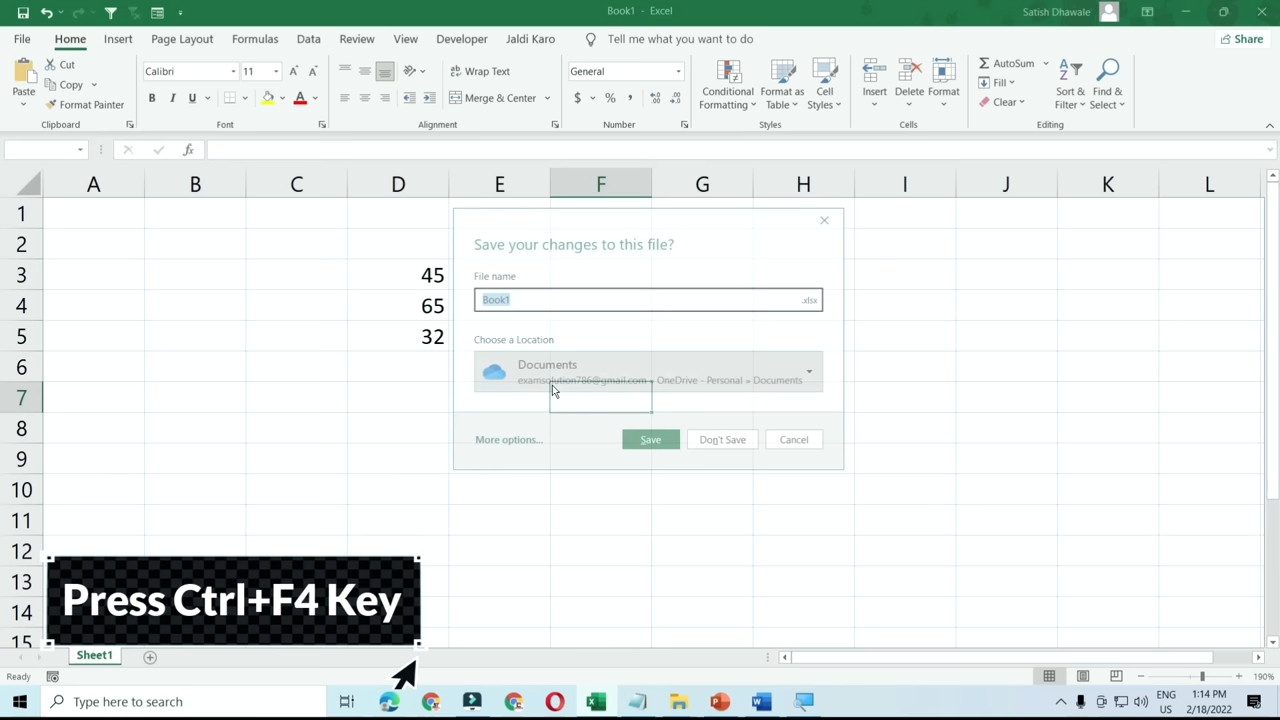 Book1 - Excel
Satish Dhawale
File Home Insert Page Layout Formulas Data Review View Developer Jaldi Karo Tell me what you want to do Share
Paste
Cut
Copy
Format Painter
Clipboard
Calibri 11
B I U
Font
Wrap Text
Merge & Center
Alignment
General
$ % ,
Number
Conditional Formatting
Format as Table
Cell Styles
Styles
Insert
Delete
Format
Cells
AutoSum
Fill
Clear
Sort & Filter
Find & Select
Editing
fx
A B C D E F G H I J K L
1
2
3 45
4 65
5 32
6
7
8
9
10
11
12
13
14
15
Save your changes to this file?
File name
Book1 .xlsx
Choose a Location
Documents
examsolution786@gmail.com » OneDrive - Personal » Documents
More options... Save Don't Save Cancel
Press Ctrl+F4 Key
Sheet1
Ready 190%
Type here to search
ENG
US
1:14 PM
2/18/2022